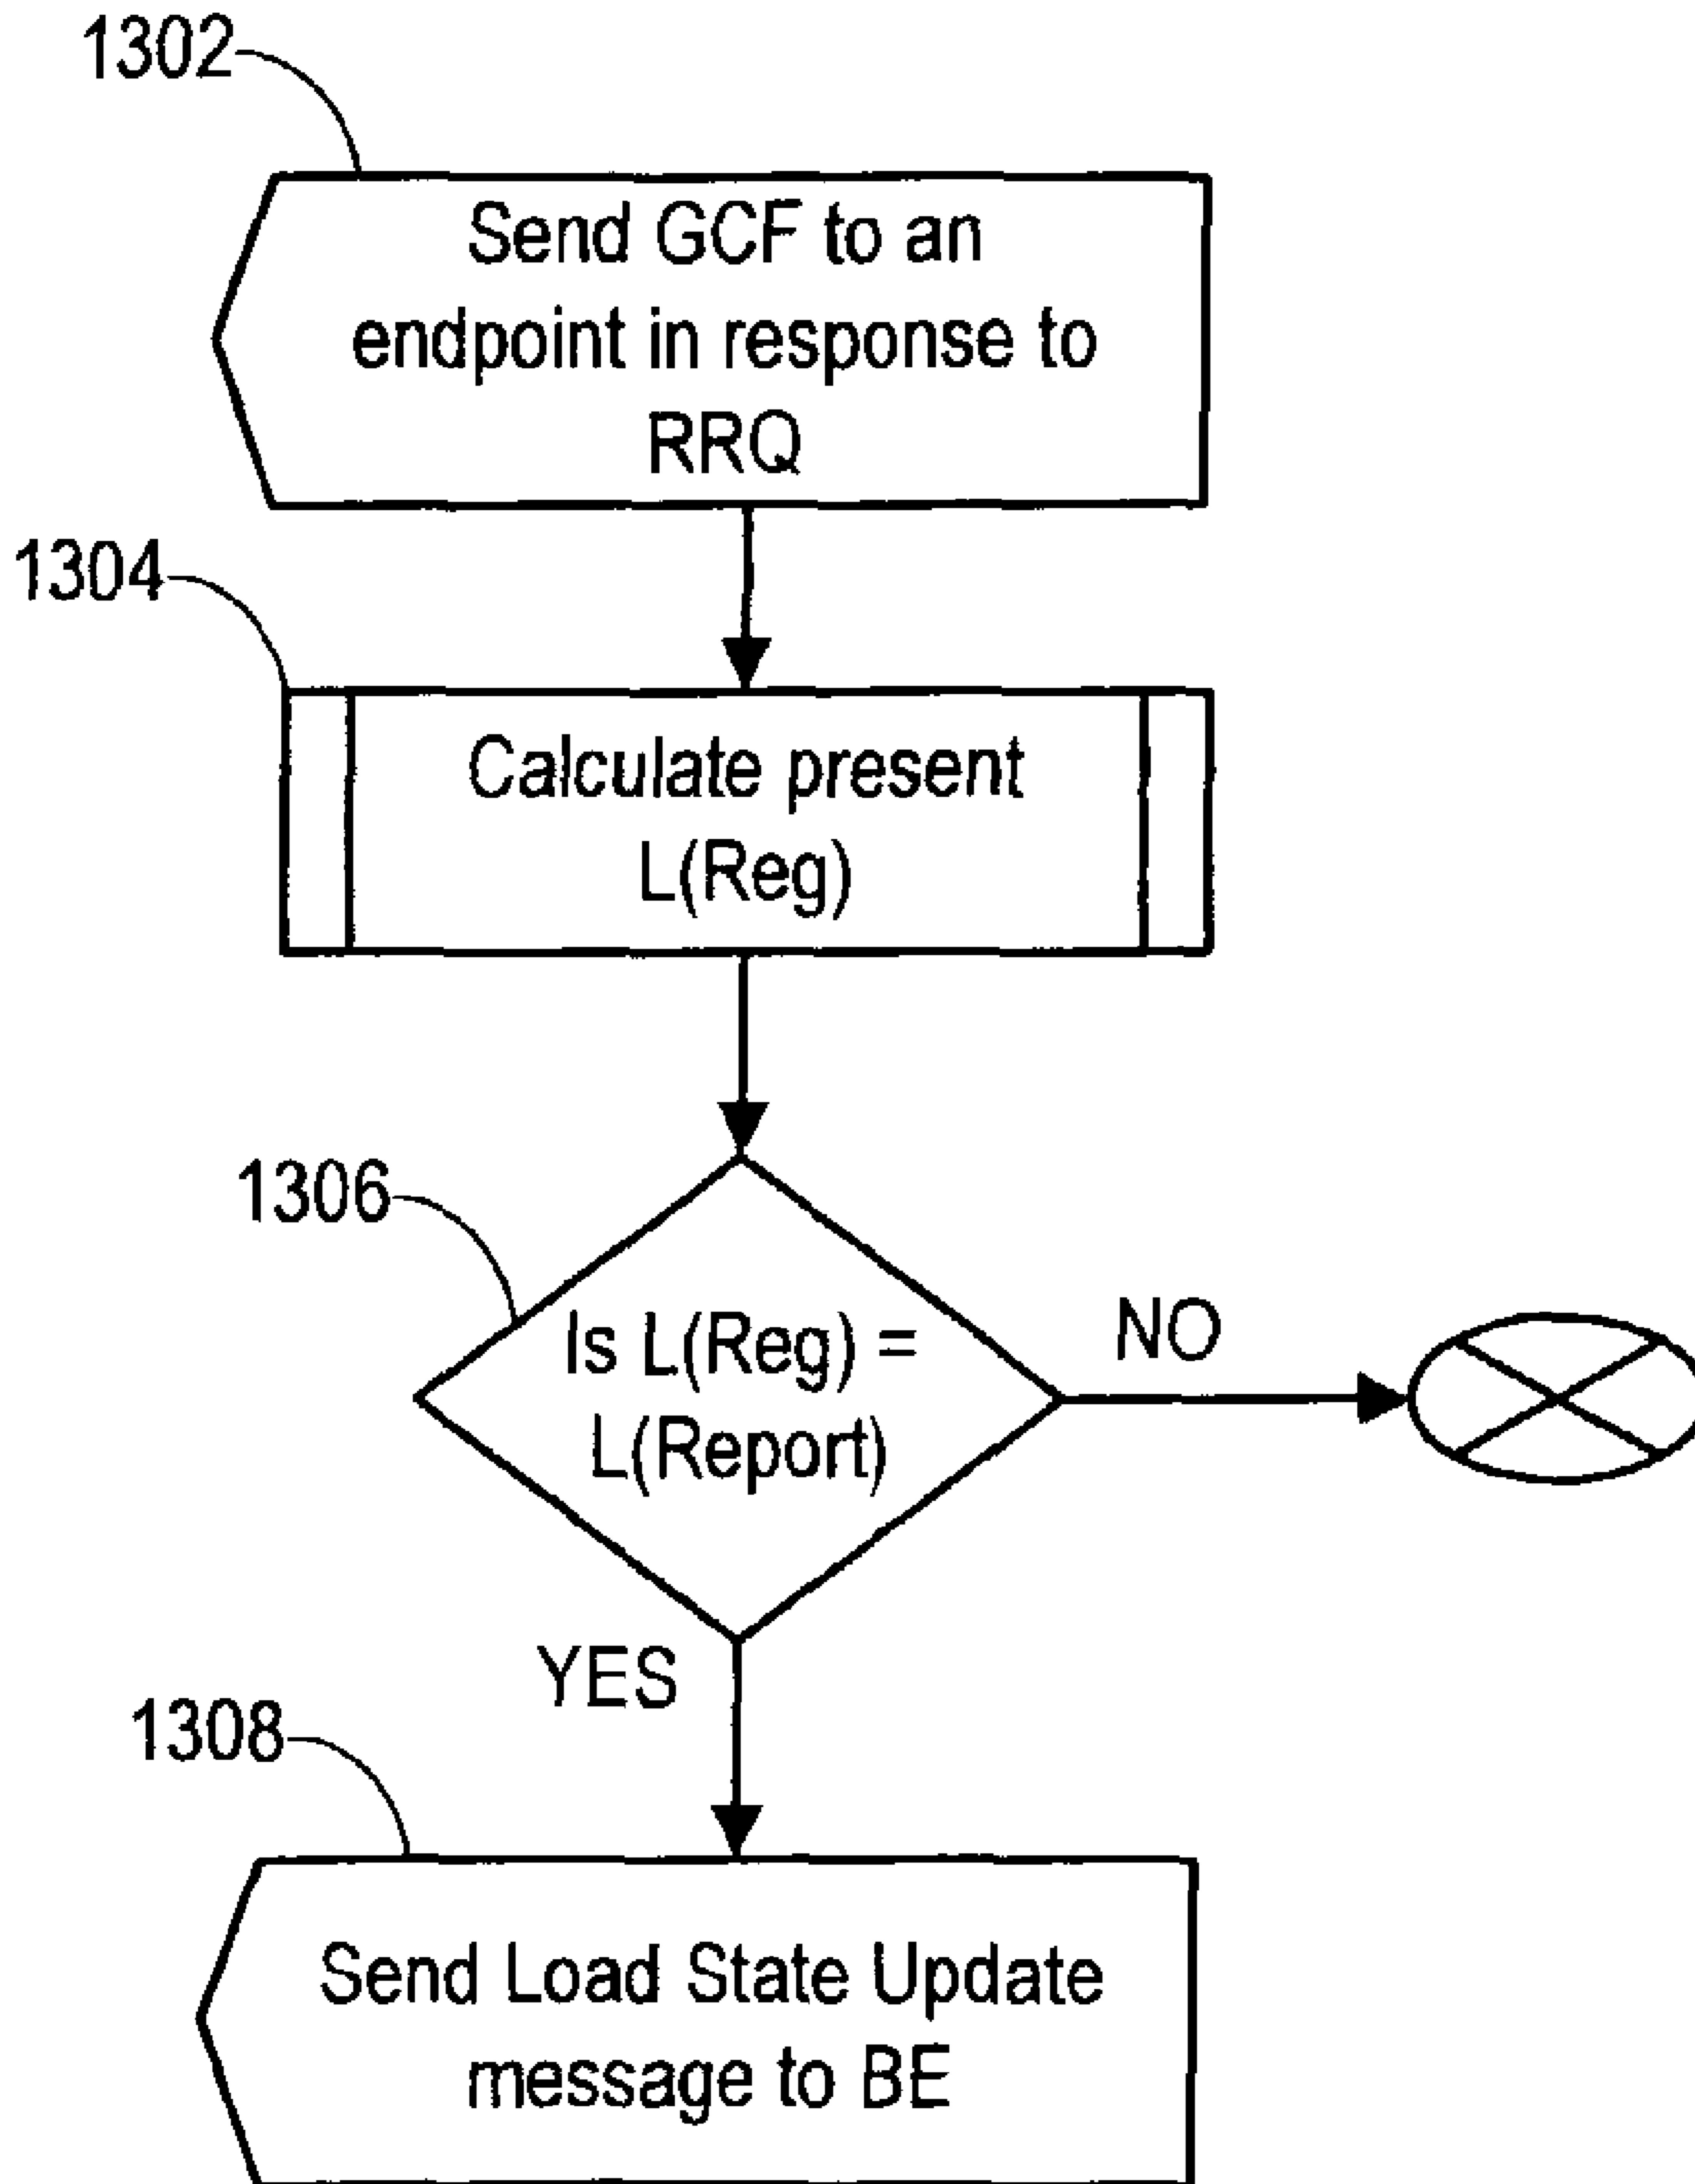 1302
Send GCF to an
endpoint in response to
RRQ
1304
Calculate present
L(Reg)
1306
Is L(Reg) =
L(Report)
NO
YES
1308
Send Load State Update
message to BE